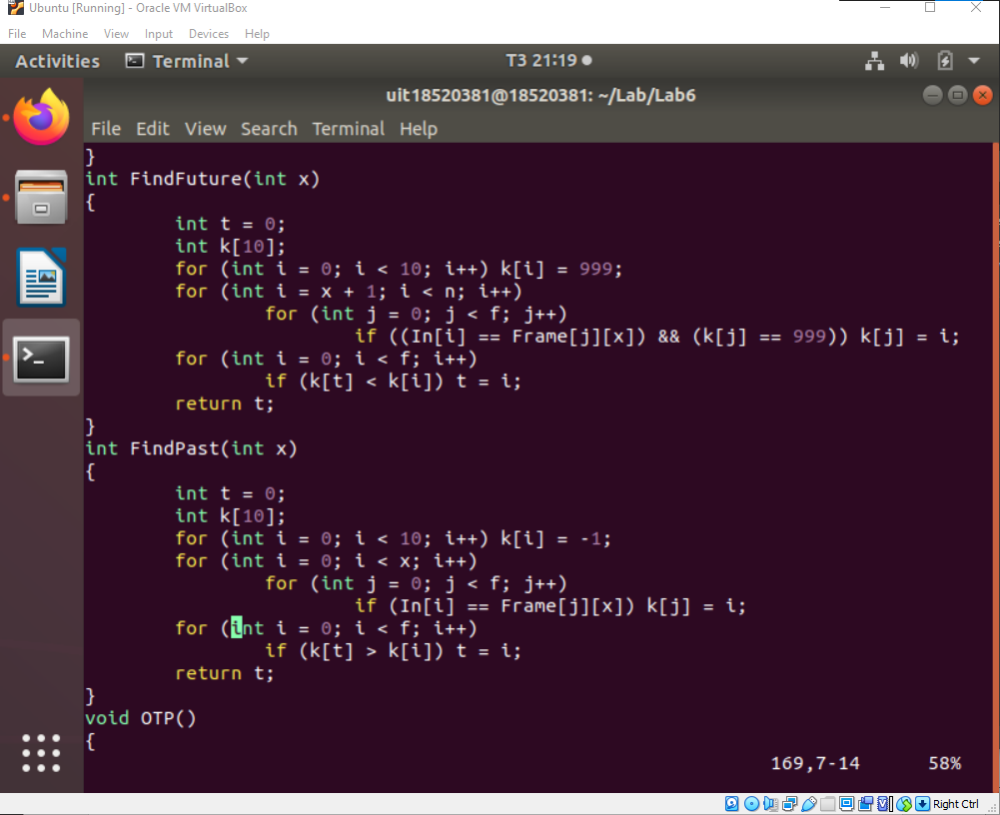 Ubuntu [Running] - Oracle VM VirtualBox
File Machine View Input Devices Help
Activities Terminal T3 21:19
uit18520381@18520381: ~/Lab/Lab6
File Edit View Search Terminal Help
}
int FindFuture(int x)
{
        int t = 0;
        int k[10];
        for (int i = 0; i < 10; i++) k[i] = 999;
        for (int i = x + 1; i < n; i++)
                for (int j = 0; j < f; j++)
                        if ((In[i] == Frame[j][x]) && (k[j] == 999)) k[j] = i;
        for (int i = 0; i < f; i++)
                if (k[t] < k[i]) t = i;
        return t;
}
int FindPast(int x)
{
        int t = 0;
        int k[10];
        for (int i = 0; i < 10; i++) k[i] = -1;
        for (int i = 0; i < x; i++)
                for (int j = 0; j < f; j++)
                        if (In[i] == Frame[j][x]) k[j] = i;
        for (int i = 0; i < f; i++)
                if (k[t] > k[i]) t = i;
        return t;
}
void OTP()
{
169,7-14 58%
Right Ctrl